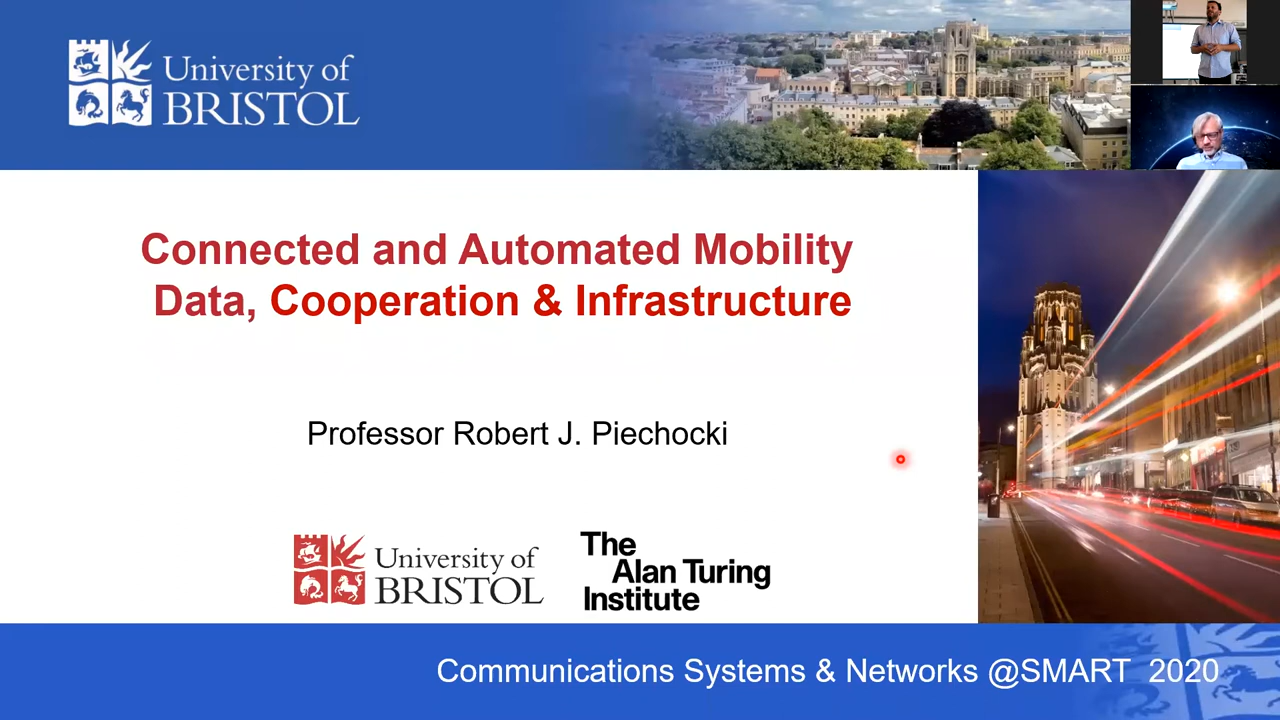 University of
BRISTOL
Connected and Automated Mobility
Data, Cooperation & Infrastructure
Professor Robert J. Piechocki
University of
BRISTOL
The
Alan Turing
Institute
Communications Systems & Networks @SMART 2020